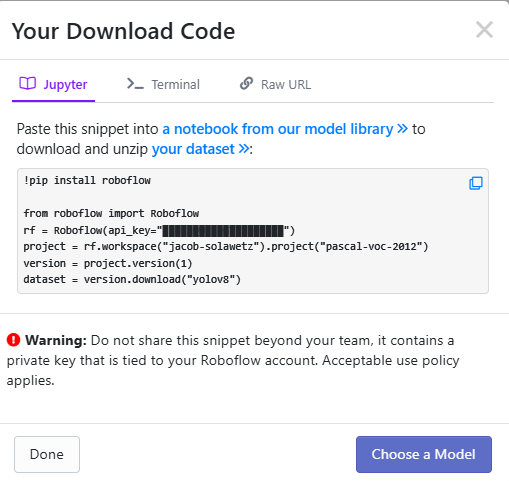 Your Download Code
Jupyter
Terminal
Raw URL
Paste this snippet into a notebook from our model library » to
download and unzip your dataset »:
!pip install roboflow
from roboflow import Roboflow
rf = Roboflow(api_key="████████████████████")
project = rf.workspace("jacob-solawetz").project("pascal-voc-2012")
version = project.version(1)
dataset = version.download("yolov8")
Warning: Do not share this snippet beyond your team, it contains a
private key that is tied to your Roboflow account. Acceptable use policy
applies.
Done
Choose a Model